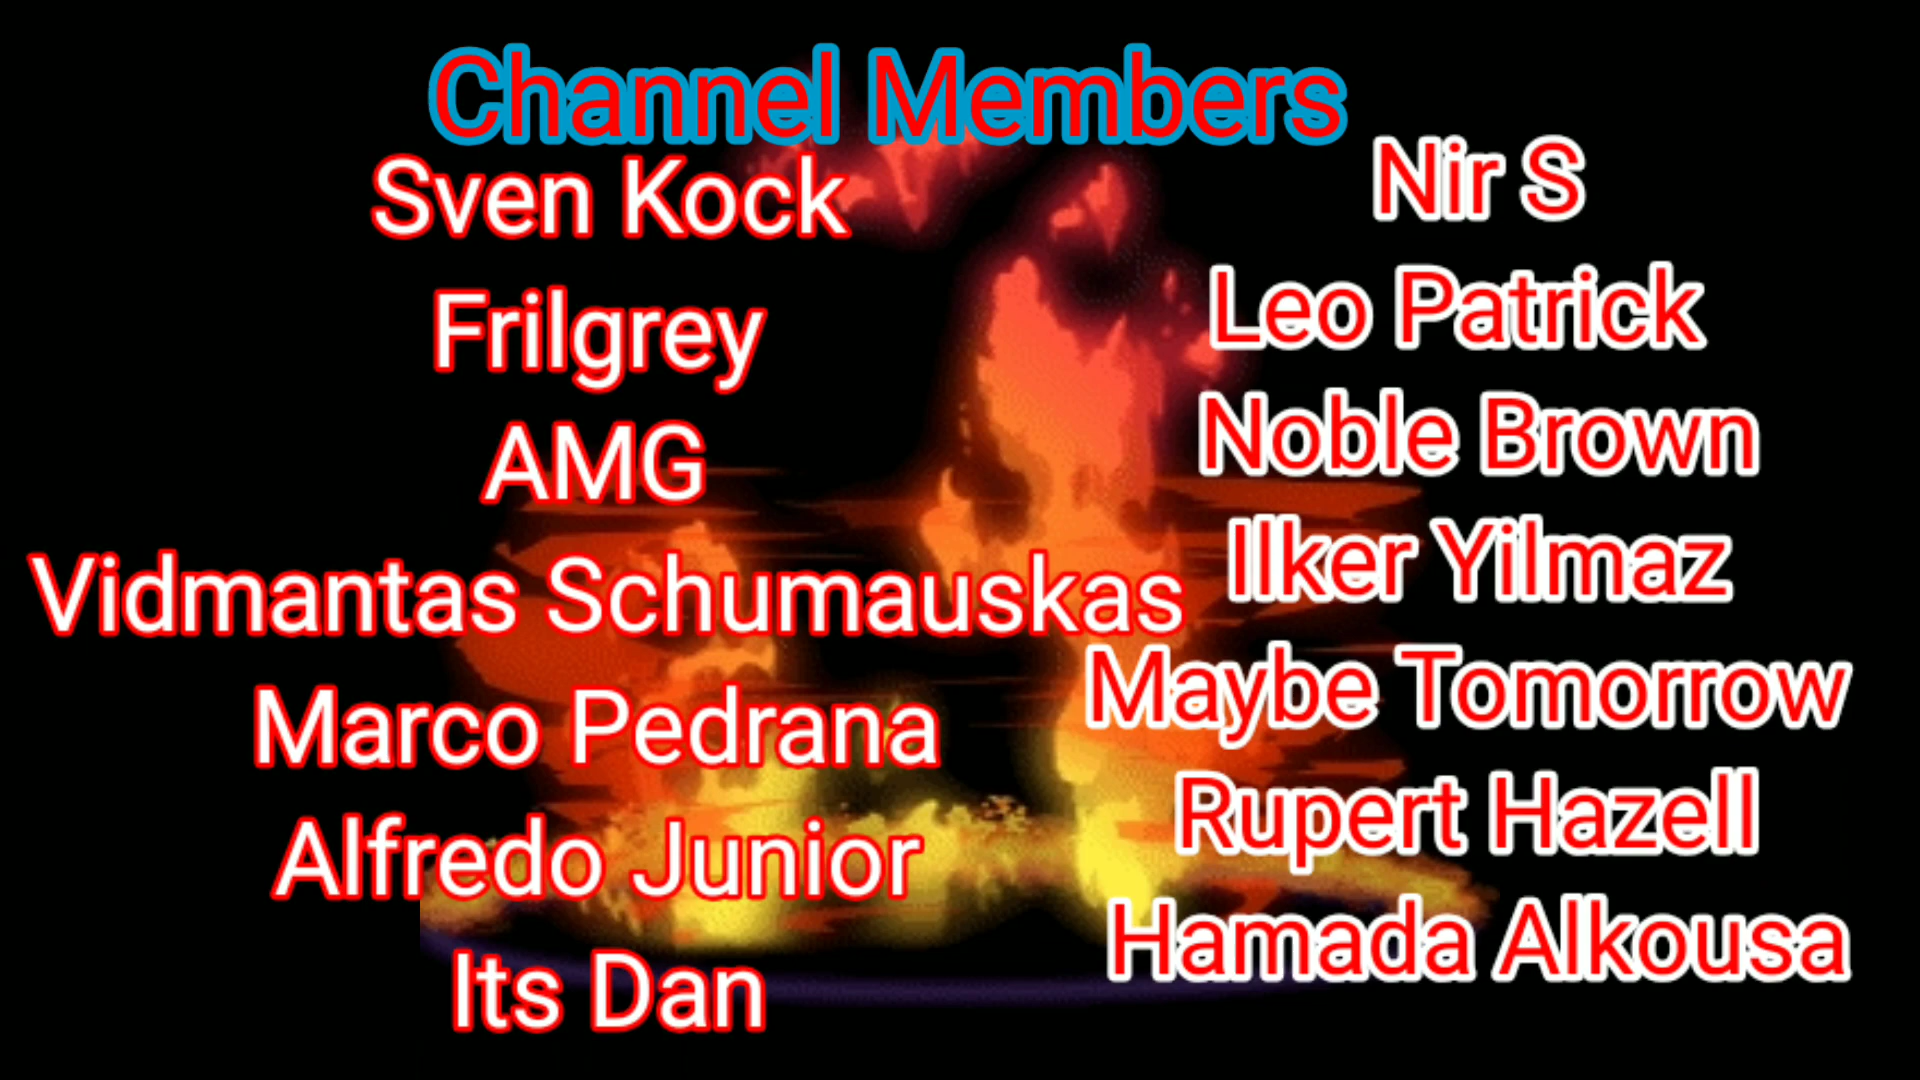 Channel Members
Sven Kock
Frilgrey
AMG
Vidmantas Schumauskas
Marco Pedrana
Alfredo Junior
Its Dan
Nir S
Leo Patrick
Noble Brown
Ilker Yilmaz
Maybe Tomorrow
Rupert Hazell
Hamada Alkousa